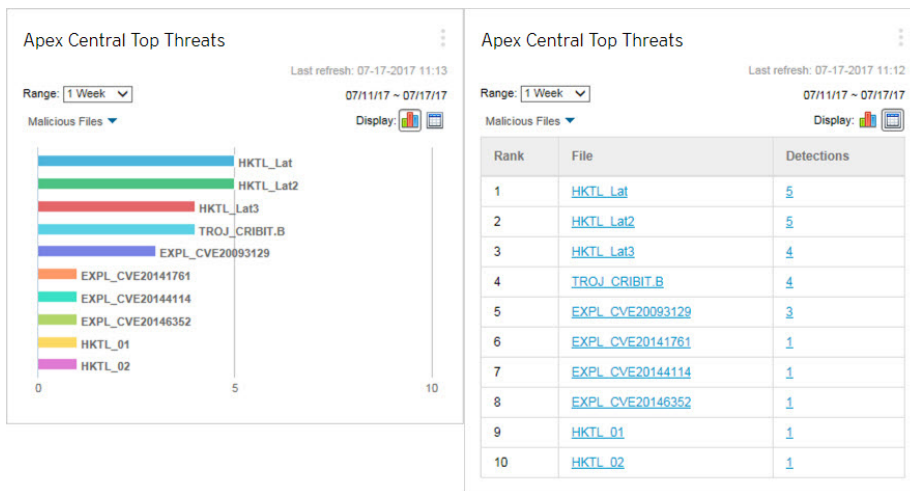 Apex Central Top Threats
Last refresh: 07-17-2017 11:13
Range: 1 Week 07/11/17 ~ 07/17/17
Malicious Files Display:
HKTL_Lat
HKTL_Lat2
HKTL_Lat3
TROJ_CRIBIT.B
EXPL_CVE20093129
EXPL_CVE20141761
EXPL_CVE20144114
EXPL_CVE20146352
HKTL_01
HKTL_02
0 5 10
Apex Central Top Threats
Last refresh: 07-17-2017 11:12
Range: 1 Week 07/11/17 ~ 07/17/17
Malicious Files Display:
Rank File Detections
1 HKTL_Lat 5
2 HKTL_Lat2 5
3 HKTL_Lat3 4
4 TROJ_CRIBIT.B 4
5 EXPL_CVE20093129 3
6 EXPL_CVE20141761 1
7 EXPL_CVE20144114 1
8 EXPL_CVE20146352 1
9 HKTL_01 1
10 HKTL_02 1